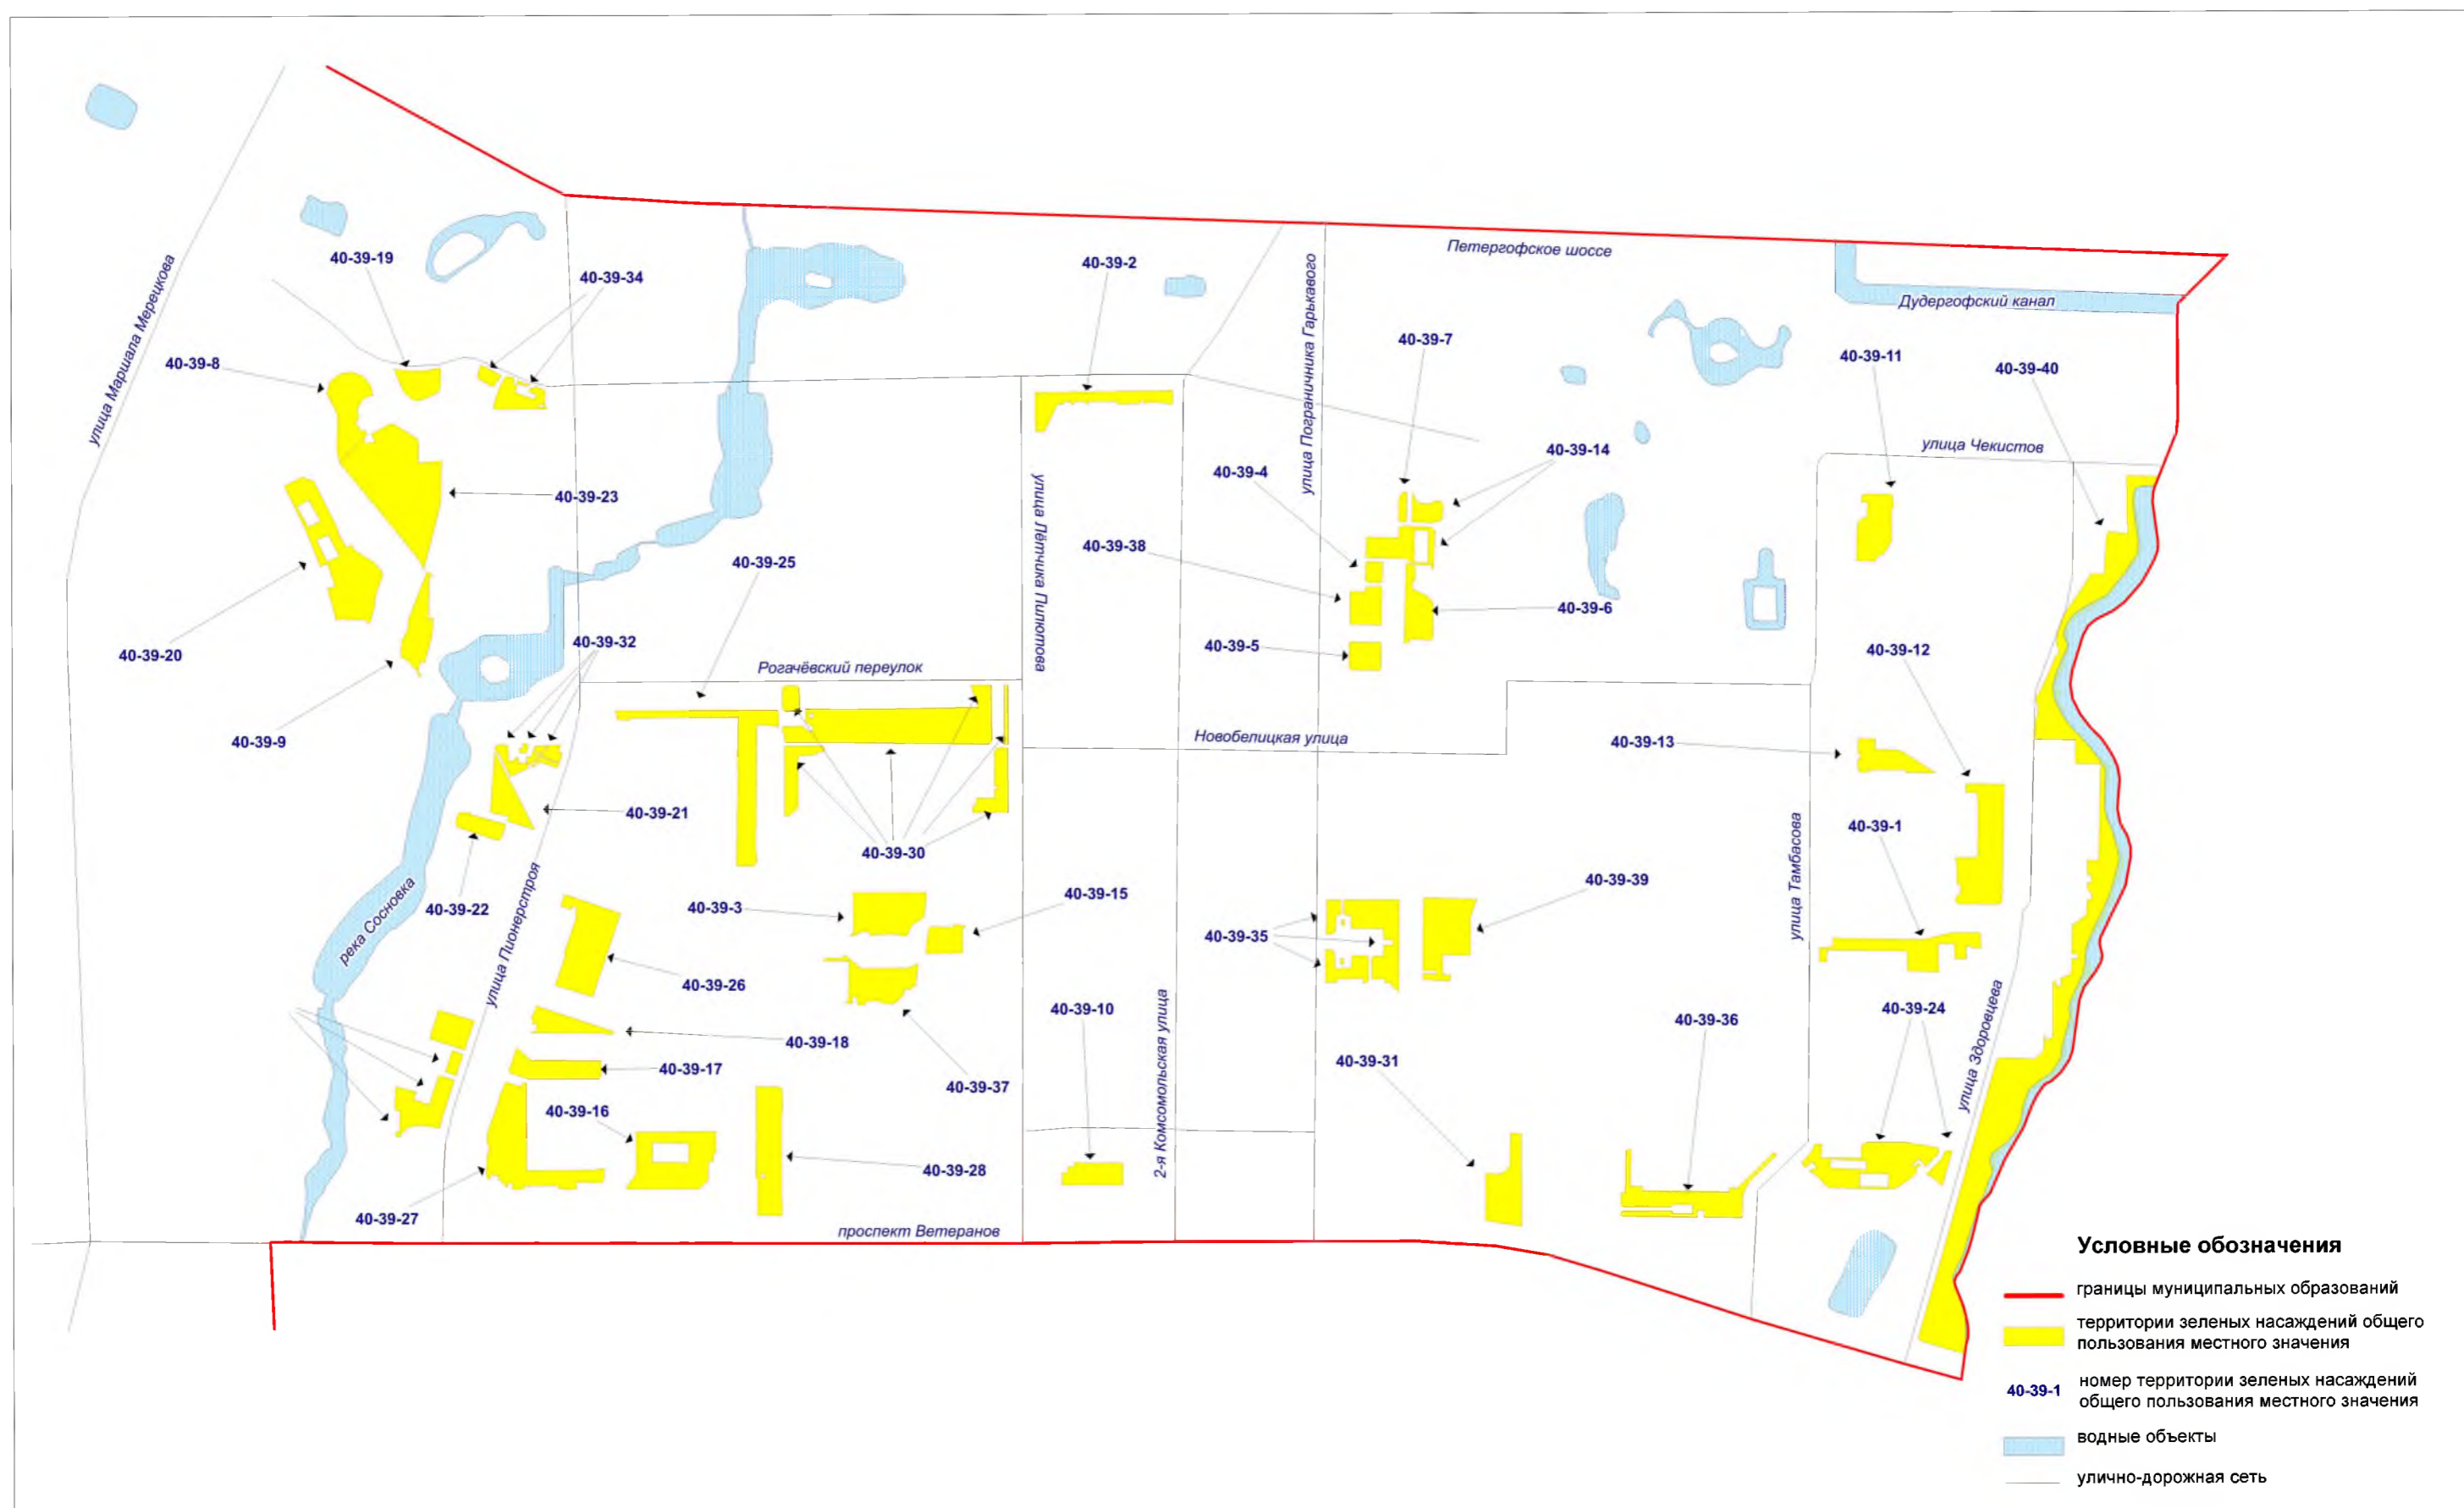 Петергофское шоссе
40-39-19
40-39-34
40-39-2
Дудергофский канал
улица Маршала Мерецкова
улица Пограничника Гарькавого
40-39-8
40-39-7
40-39-11
40-39-40
40-39-14
улица Чекистов
40-39-4
40-39-23
40-39-38
40-39-25
улица Лётчика Пилютова
40-39-6
40-39-20
40-39-32
40-39-5
40-39-12
Рогачёвский переулок
40-39-9
Новобелицкая улица
40-39-13
40-39-21
40-39-1
40-39-30
улица Тамбасова
40-39-22
40-39-3
40-39-15
40-39-39
река Сосновка
улица Пионерстроя
40-39-35
40-39-26
40-39-10
2-я Комсомольская улица
40-39-36
40-39-24
улица Здоровцева
40-39-18
40-39-17
40-39-31
40-39-37
40-39-16
40-39-28
40-39-27
проспект Ветеранов
Условные обозначения
границы муниципальных образований
территории зеленых насаждений общего
пользования местного значения
40-39-1
номер территории зеленых насаждений
общего пользования местного значения
водные объекты
улично-дорожная сеть